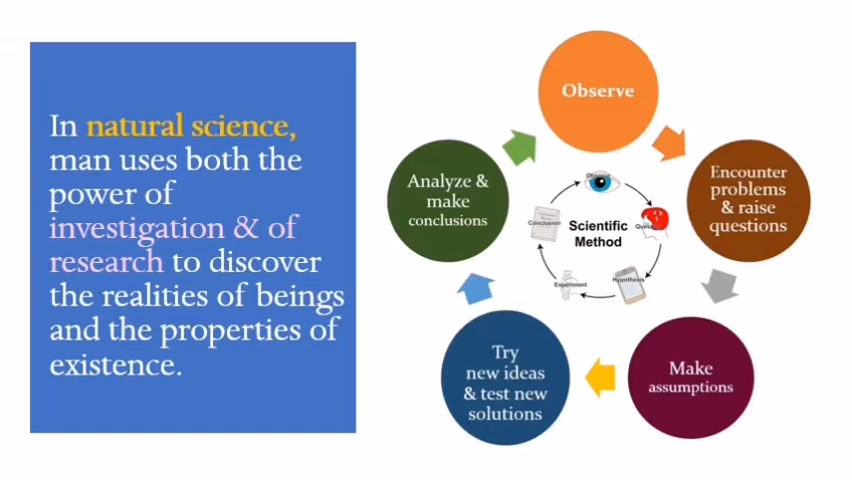 In natural science,
man uses both the
power of
investigation & of
research to discover
the realities of beings
and the properties of
existence.
Observe
Encounter
problems
& raise
questions
Make
assumptions
Try
new ideas
& test new
solutions
Analyze &
make
conclusions
Scientific
Method
Hypothesis
Experiment
Conclusion